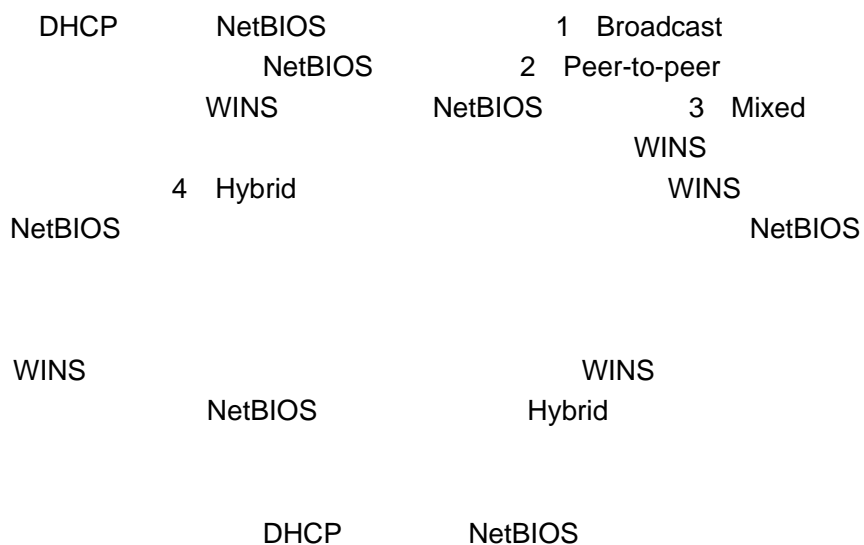 DHCP NetBIOS 1 Broadcast
NetBIOS 2 Peer-to-peer
WINS NetBIOS 3 Mixed
WINS
4 Hybrid WINS
NetBIOS NetBIOS
WINS WINS
NetBIOS Hybrid
DHCP NetBIOS